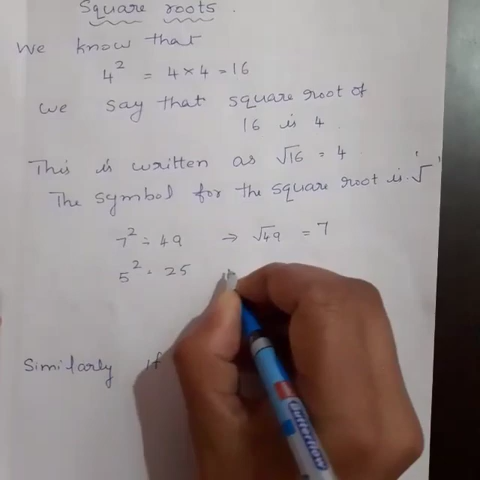 Square roots.
We know that
4² = 4 × 4 = 16
We say that square root of
16 is 4
This is written as √16 = 4
The symbol for the square root is '√'
7² = 49 → √49 = 7
5² = 25
Similarly if
Butterflow